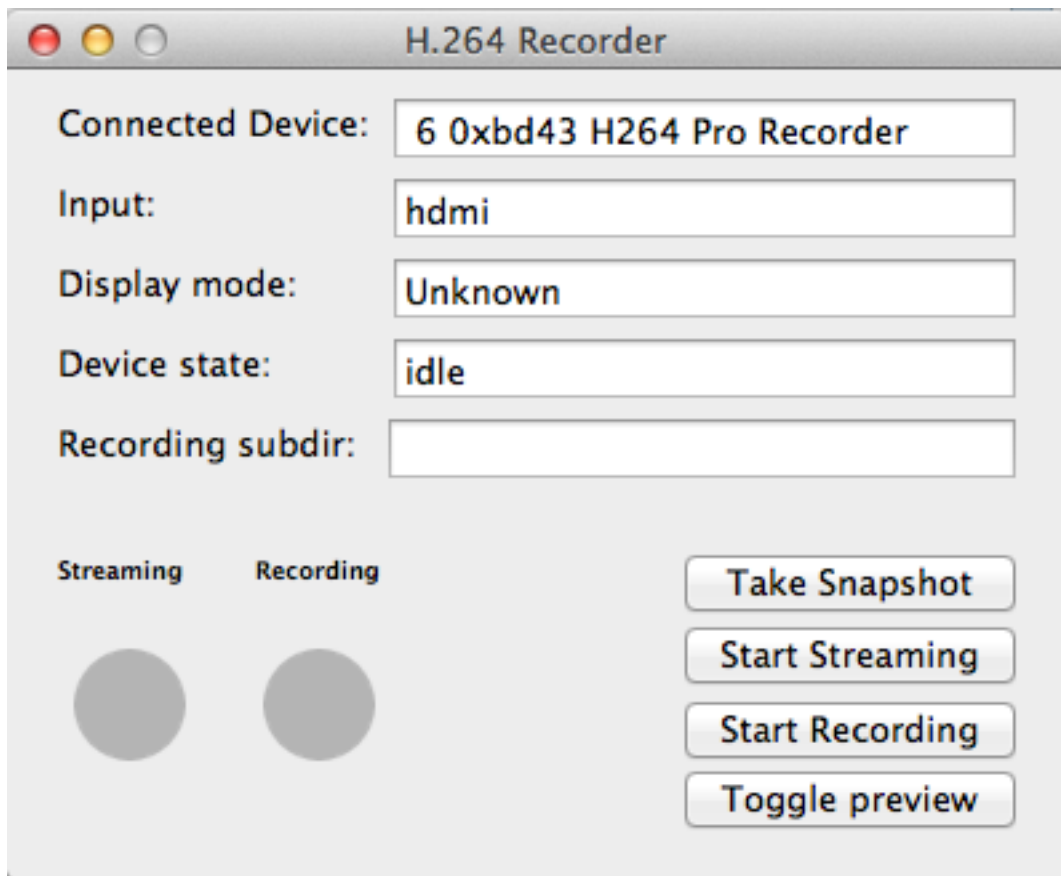 H.264 Recorder
Connected Device: 6 0xbd43 H264 Pro Recorder
Input: hdmi
Display mode: Unknown
Device state: idle
Recording subdir:
Streaming Recording
Take Snapshot
Start Streaming
Start Recording
Toggle preview